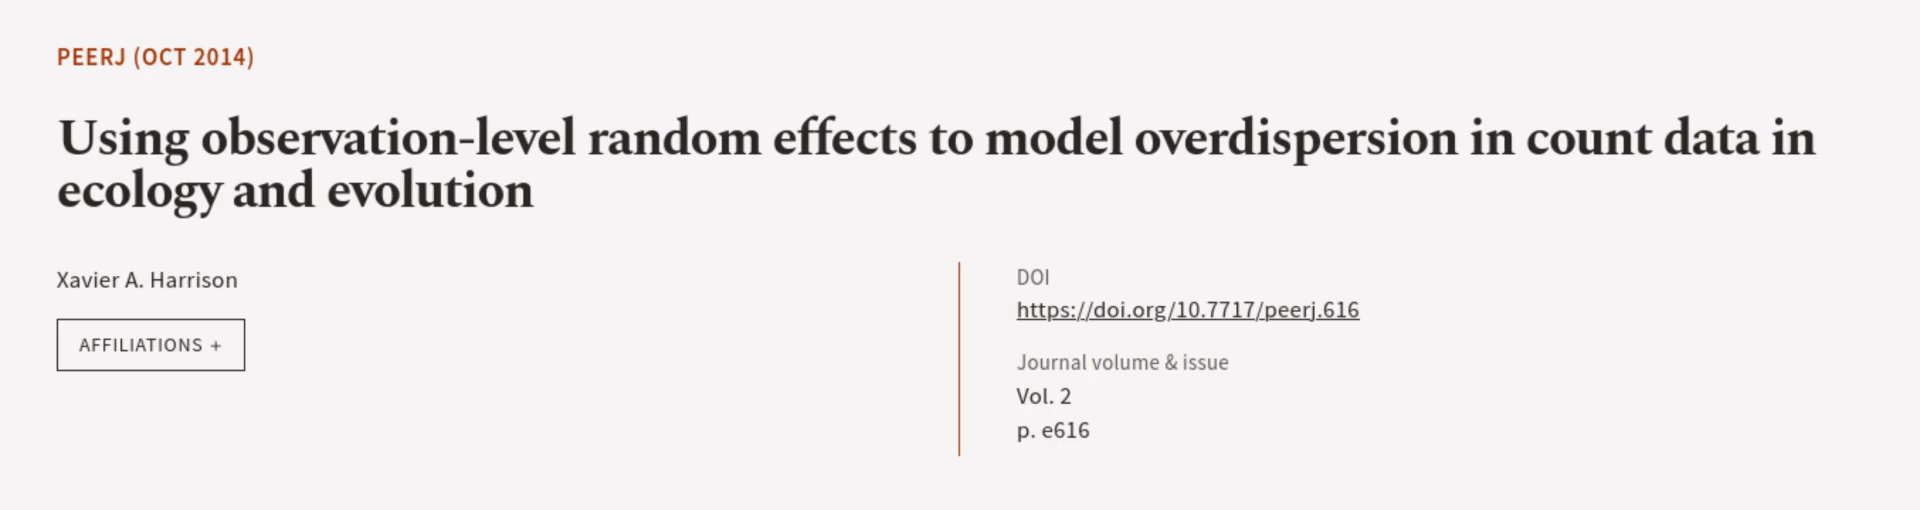 PEERJ (OCT 2014)
Using observation-level random effects to model overdispersion in count data in
ecology and evolution
Xavier A. Harrison
AFFILIATIONS +
DOI
https://doi.org/10.7717/peerj.616
Journal volume & issue
Vol. 2
p. e616